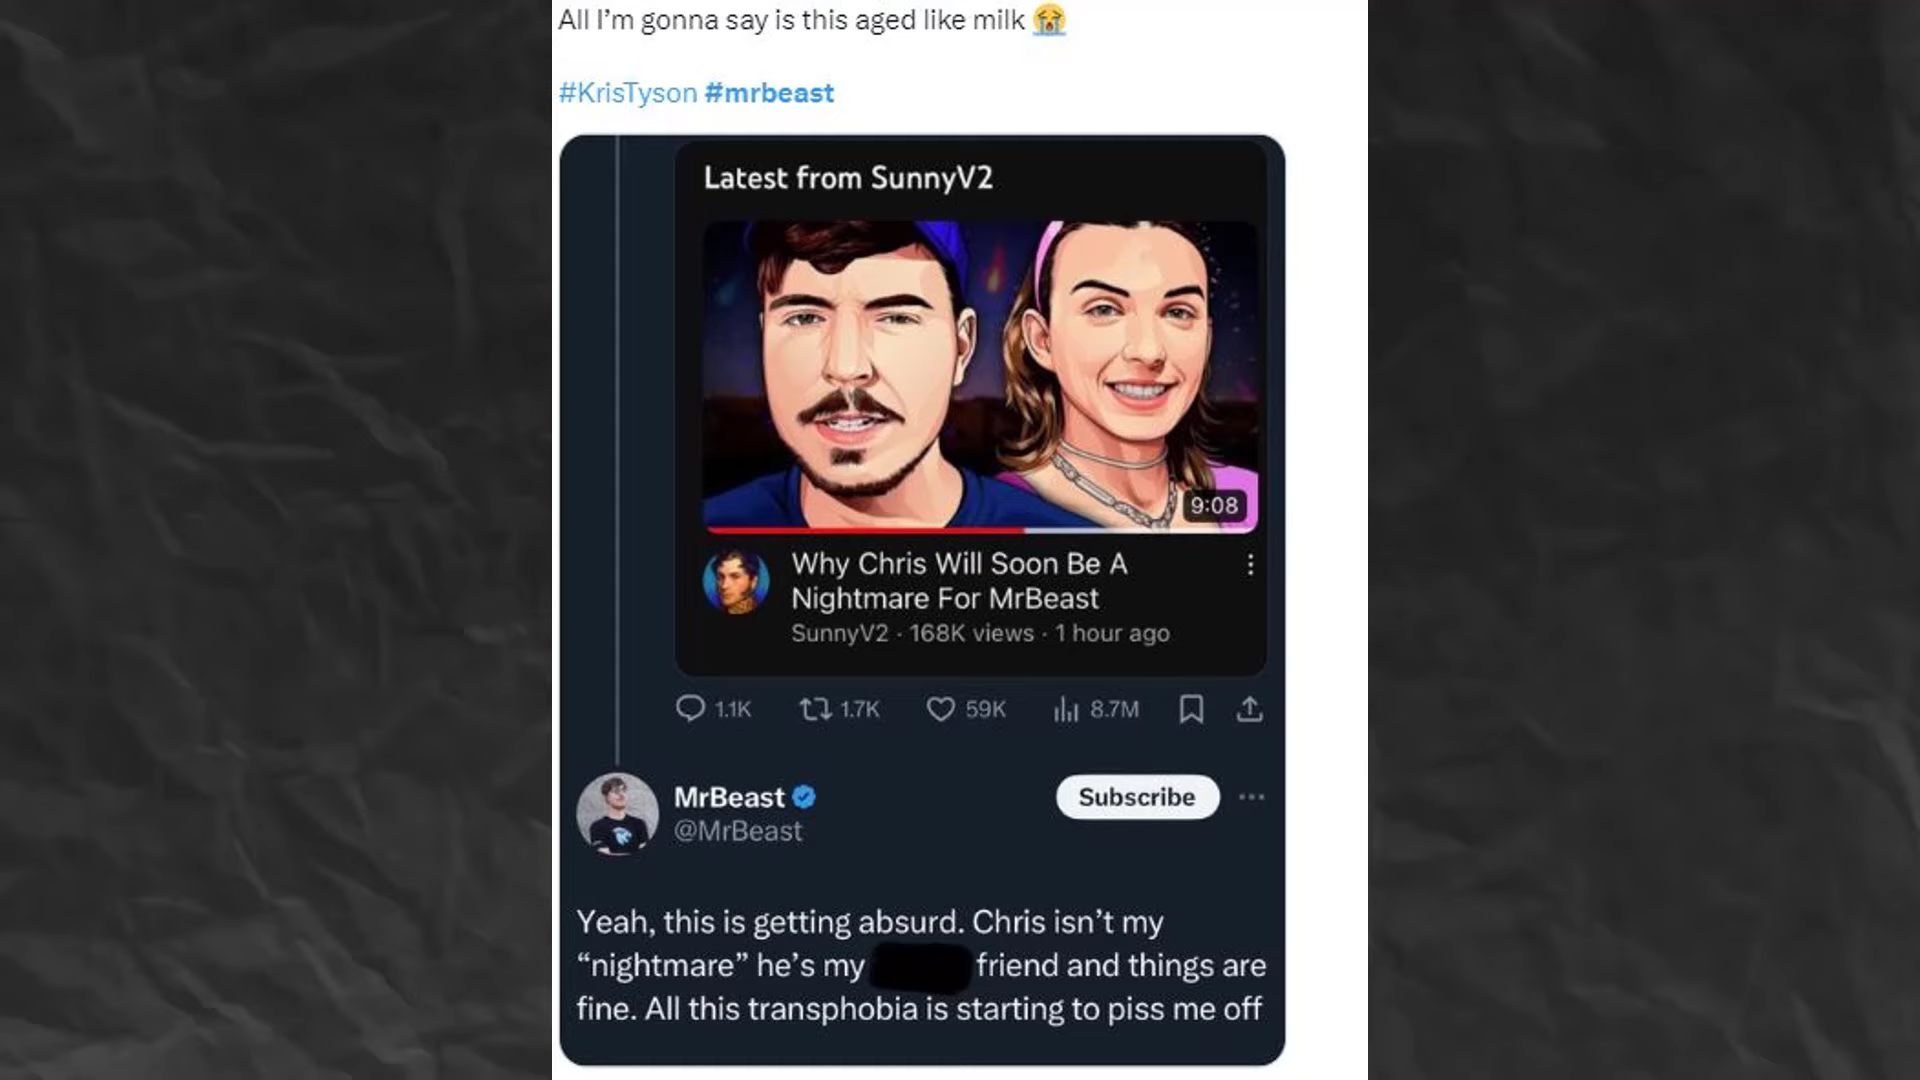 All I’m gonna say is this aged like milk 😭
#KrisTyson #mrbeast
Latest from SunnyV2
9:08
Why Chris Will Soon Be A
Nightmare For MrBeast
SunnyV2 · 168K views · 1 hour ago
1.1K 1.7K 59K 8.7M
MrBeast
Subscribe
@MrBeast
Yeah, this is getting absurd. Chris isn’t my
“nightmare” he’s my friend and things are
fine. All this transphobia is starting to piss me off